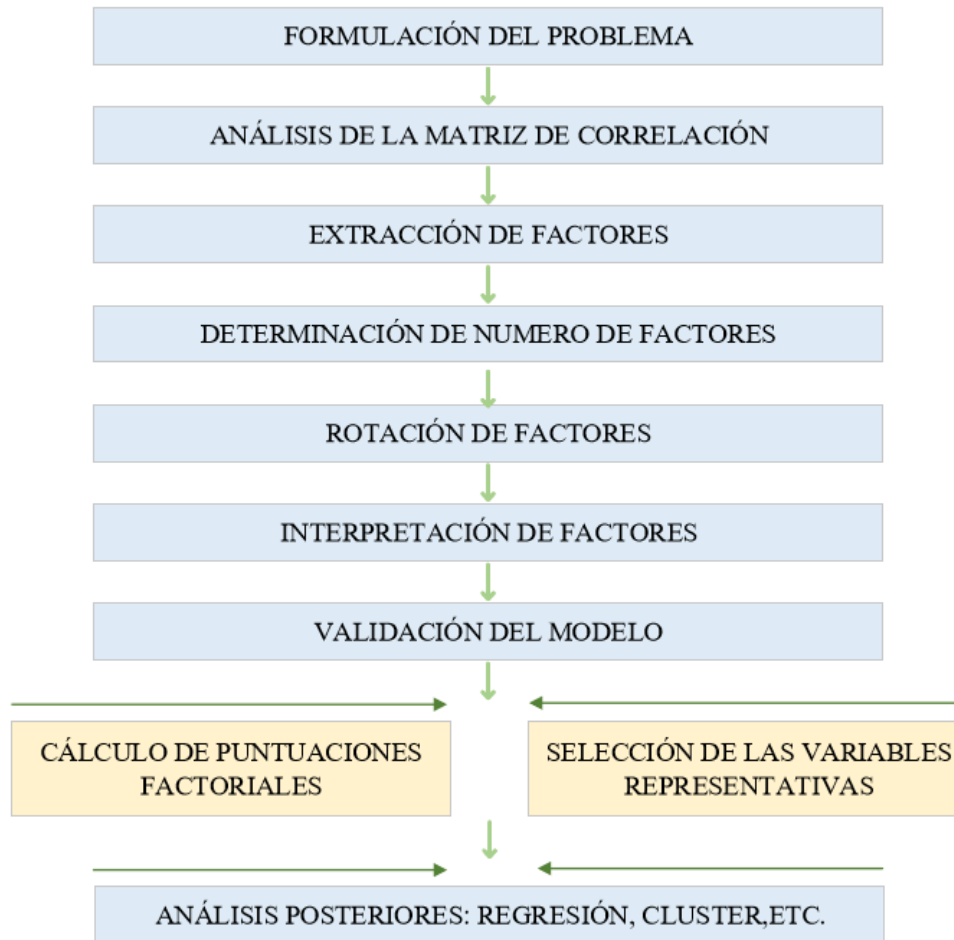 FORMULACIÓN DEL PROBLEMA
ANÁLISIS DE LA MATRIZ DE CORRELACIÓN
EXTRACCIÓN DE FACTORES
DETERMINACIÓN DE NUMERO DE FACTORES
ROTACIÓN DE FACTORES
INTERPRETACIÓN DE FACTORES
VALIDACIÓN DEL MODELO
CÁLCULO DE PUNTUACIONES
FACTORIALES
SELECCIÓN DE LAS VARIABLES
REPRESENTATIVAS
ANÁLISIS POSTERIORES: REGRESIÓN, CLUSTER,ETC.